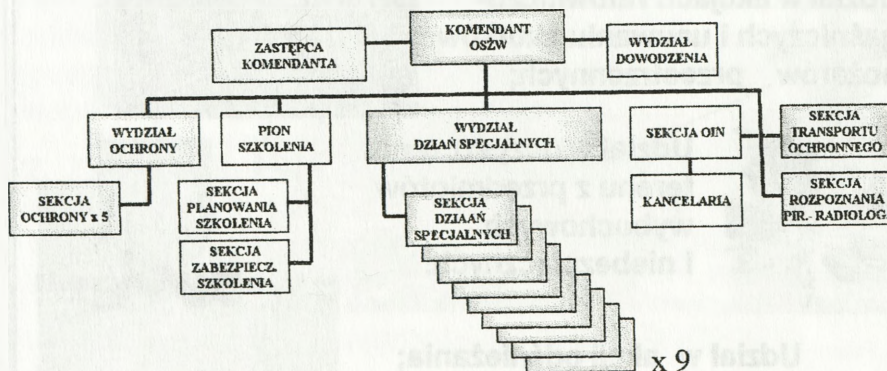 KOMENDANT
OSŻW
ZASTĘPCA
KOMENDANTA
WYDZIAŁ
DOWODZENIA
WYDZIAŁ
OCHRONY
PION
SZKOLENIA
WYDZIAŁ
DZIAŃ SPECJALNYCH
SEKCJA OIN
SEKCJA
TRANSPORTU
OCHRONNEGO
SEKCJA
OCHRONY x 5
SEKCJA
PLANOWANIA
SZKOLENIA
SEKCJA
ZABEZPIECZ.
SZKOLENIA
SEKCJA
DZIAAŃ
SPECJALNYCH
KANCELARIA
SEKCJA
ROZPOZNANIA
PIR.- RADIOLOG
x 9
Udział